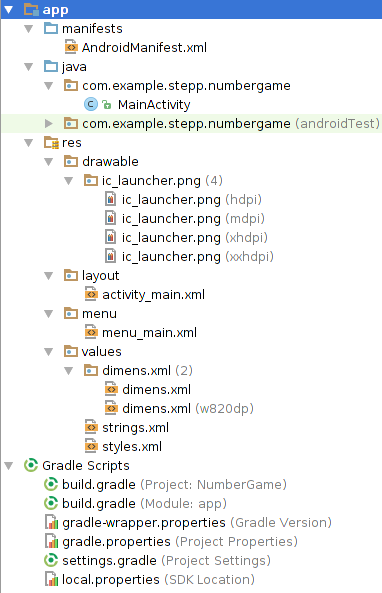 app
manifests
AndroidManifest.xml
java
com.example.stepp.numbergame
C MainActivity
com.example.stepp.numbergame (androidTest)
res
drawable
ic_launcher.png (4)
ic_launcher.png (hdpi)
ic_launcher.png (mdpi)
ic_launcher.png (xhdpi)
ic_launcher.png (xxhdpi)
layout
activity_main.xml
menu
menu_main.xml
values
dimens.xml (2)
dimens.xml
dimens.xml (w820dp)
strings.xml
styles.xml
Gradle Scripts
build.gradle (Project: NumberGame)
build.gradle (Module: app)
gradle-wrapper.properties (Gradle Version)
gradle.properties (Project Properties)
settings.gradle (Project Settings)
local.properties (SDK Location)